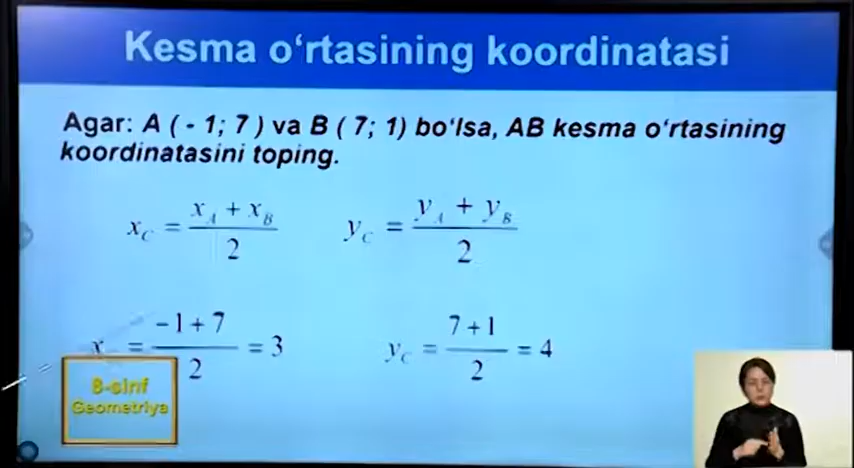 Kesma o‘rtasining koordinatasi
Agar: A ( - 1; 7 ) va B ( 7; 1) bo‘lsa, AB kesma o‘rtasining
koordinatasini toping.
x_C = (x_A + x_B) / 2    y_C = (y_A + y_B) / 2
x = (−1 + 7) / 2 = 3    y_C = (7 + 1) / 2 = 4
8-sinf
Geometriya